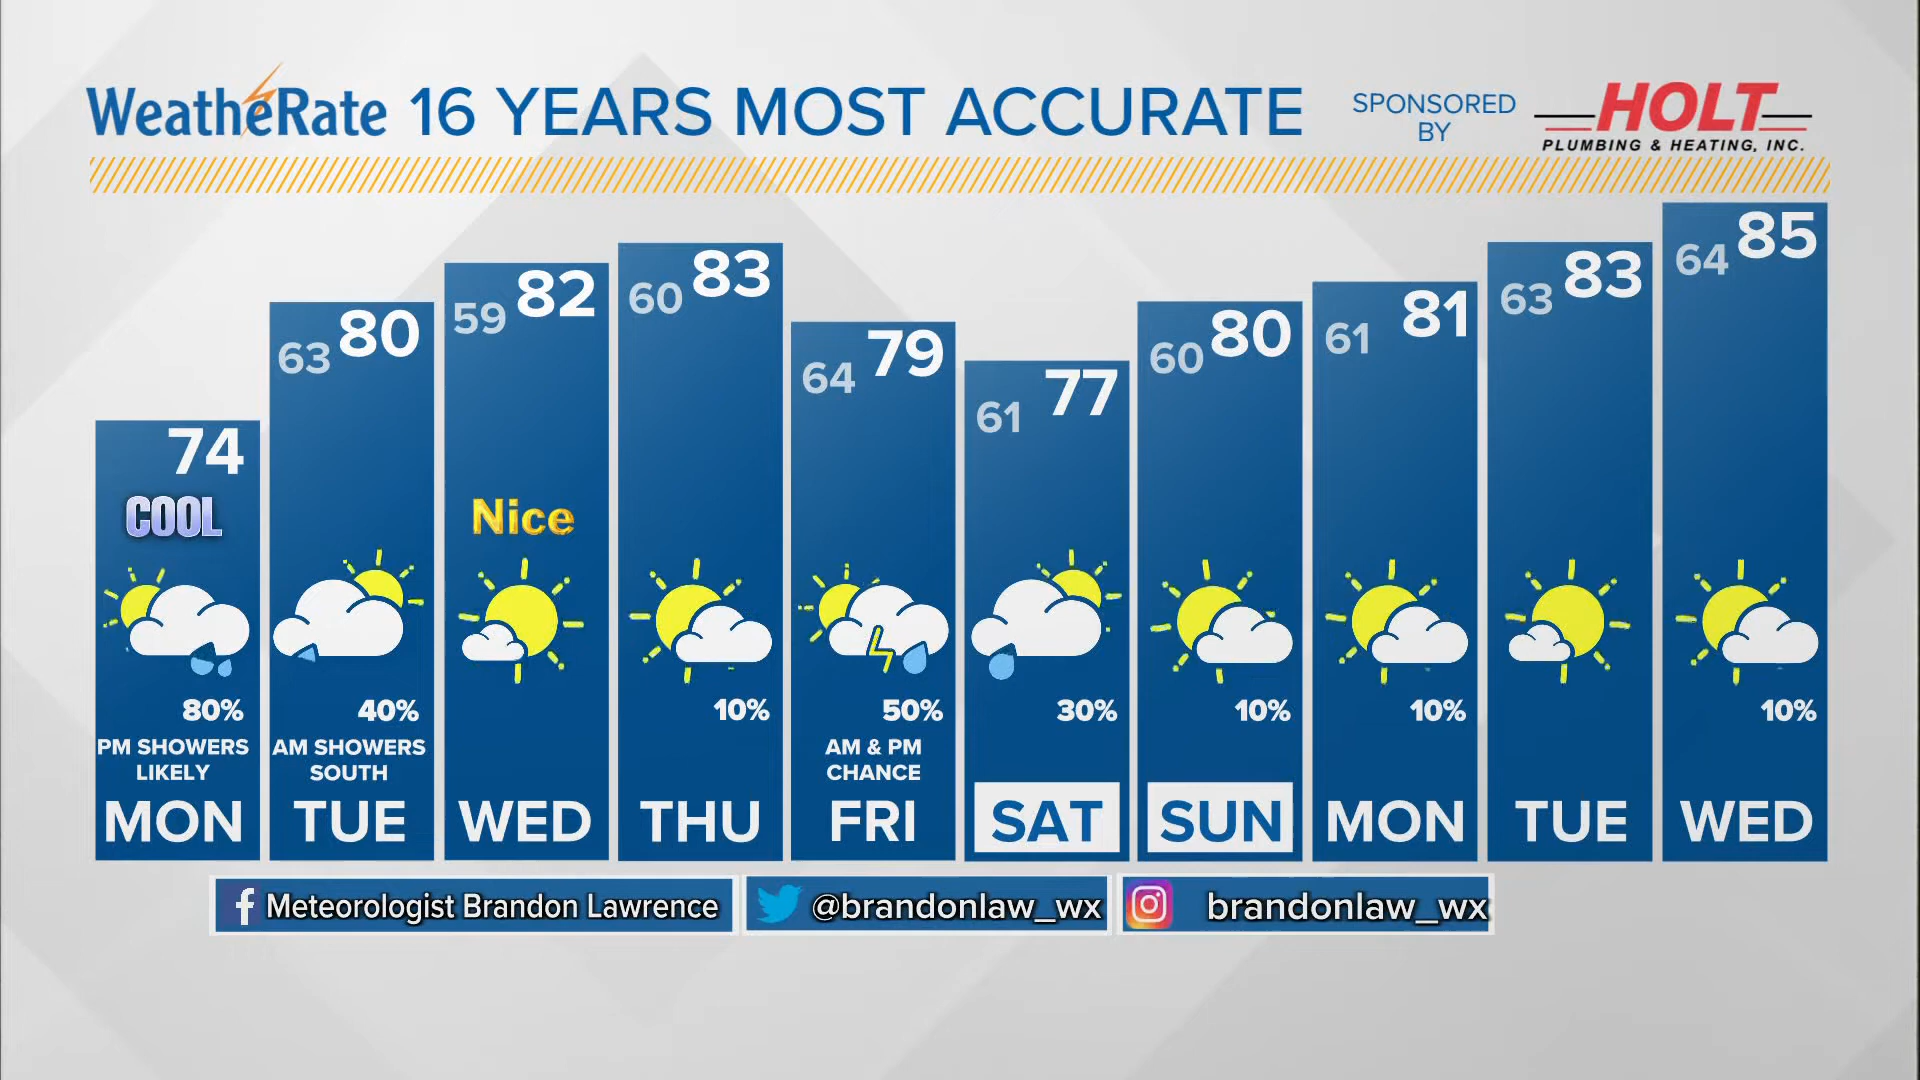 WeatheRate 16 YEARS MOST ACCURATE
SPONSORED
BY
HOLT
PLUMBING & HEATING, INC.
74
COOL
80%
PM SHOWERS
LIKELY
MON
63 80
40%
AM SHOWERS
SOUTH
TUE
59 82
Nice
WED
60 83
10%
THU
64 79
50%
AM & PM
CHANCE
FRI
61 77
30%
SAT
60 80
10%
SUN
61 81
10%
MON
63 83
TUE
64 85
10%
WED
f Meteorologist Brandon Lawrence
@brandonlaw_wx
brandonlaw_wx